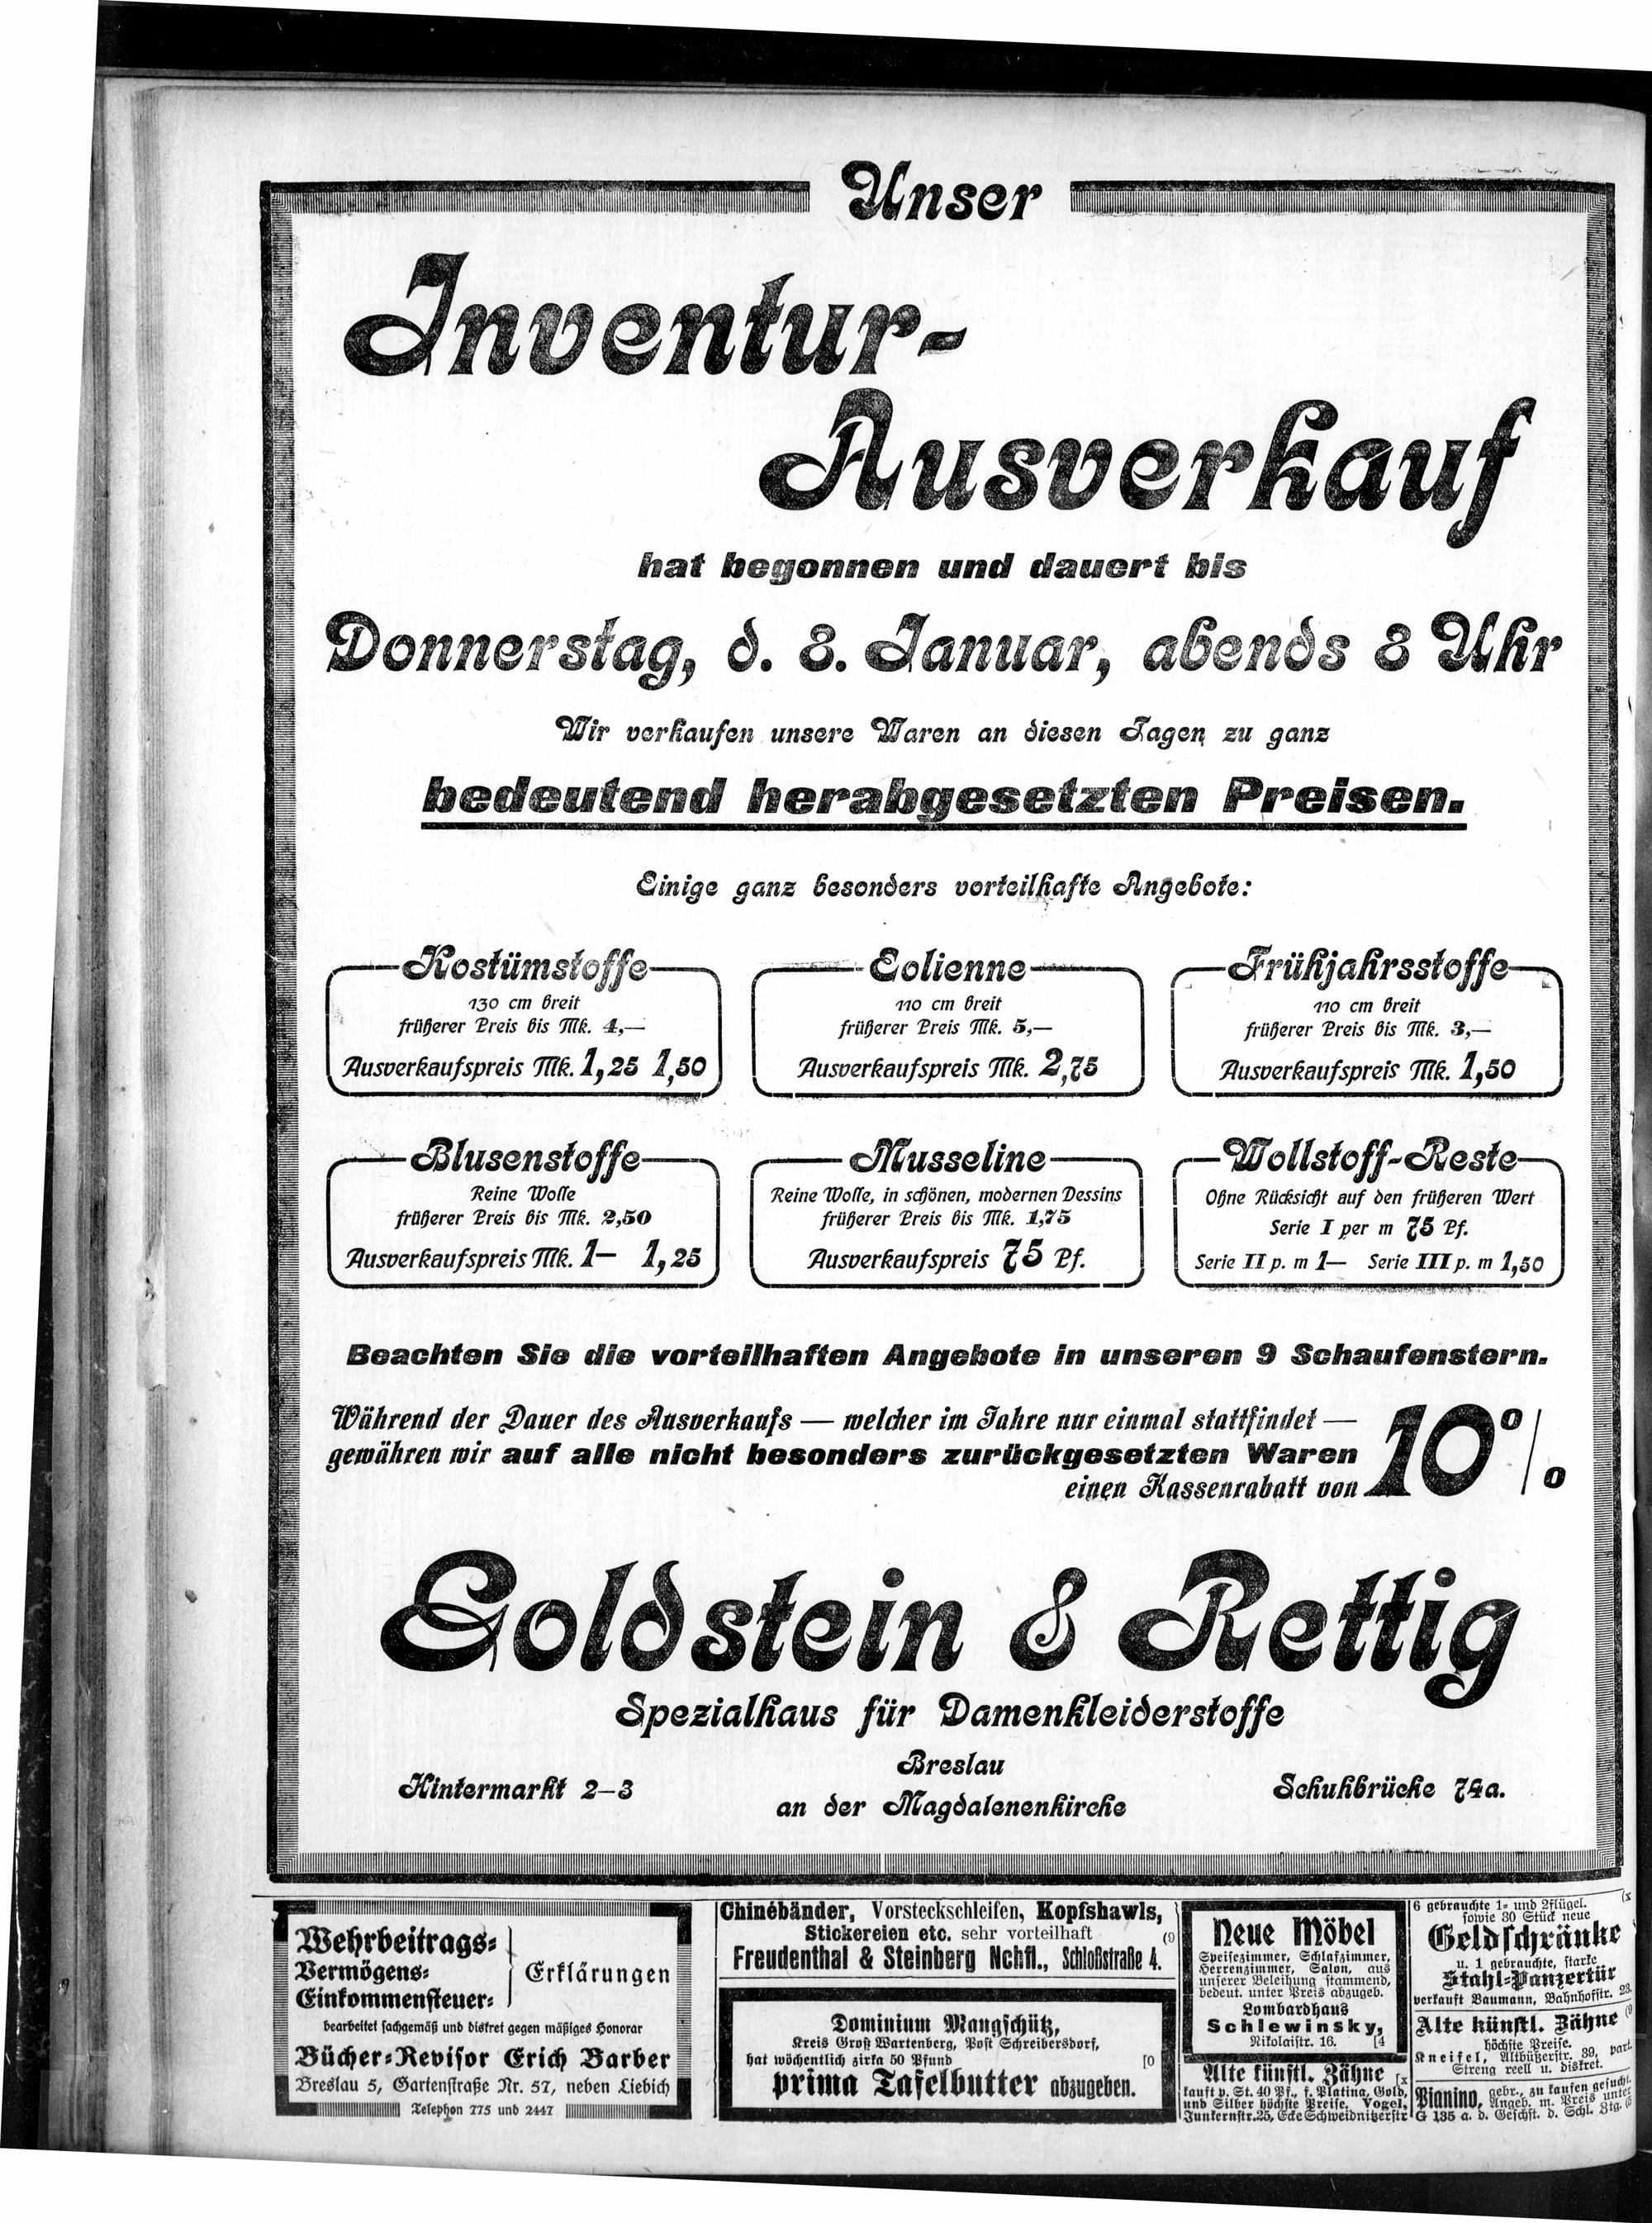 Unser
Inventur-
Ausverkauf
hat begonnen und dauert bis
Donnerstag, d. 8. Januar, abends 8 Uhr
Wir verkaufen unsere Waren an diesen Tagen zu ganz
bedeutend herabgesetzten Preisen.
Einige ganz besonders vorteilhafte Angebote:
Kostümstoffe
130 cm breit
früherer Preis bis Mk. 4,—
Ausverkaufspreis Mk. 1,25 1,50
Eolienne
110 cm breit
früherer Preis Mk. 5,—
Ausverkaufspreis Mk. 2,75
Frühjahrsstoffe
110 cm breit
früherer Preis bis Mk. 3,—
Ausverkaufspreis Mk. 1,50
Blusenstoffe
Reine Wolle
früherer Preis bis Mk. 2,50
Ausverkaufspreis Mk. 1— 1,25
Musseline
Reine Wolle, in schönen, modernen Dessins
früherer Preis bis Mk. 1,75
Ausverkaufspreis 75 Pf.
Wollstoff-Reste
Ohne Rücksicht auf den früheren Wert
Serie I per m 75 Pf.
Serie II p. m 1— Serie III p. m 1,50
Beachten Sie die vorteilhaften Angebote in unseren 9 Schaufenstern.
Während der Dauer des Ausverkaufs — welcher im Jahre nur einmal stattfindet —
gewähren wir auf alle nicht besonders zurückgesetzten Waren
einen Kassenrabatt von 10%
Goldstein & Rettig
Spezialhaus für Damenkleiderstoffe
Breslau
Hintermarkt 2–3
an der Magdalenenkirche
Schuhbrücke 74a.
Wehrbeitrags-
Vermögens-
Einkommensteuer-
Erklärungen
bearbeitet sachgemäß und diskret gegen mäßiges Honorar
Bücher-Revisor Erich Barber
Breslau 5, Gartenstraße Nr. 57, neben Liebich
Telephon 775 und 2447
Chinébänder, Vorsteckschleifen, Kopfshawls,
Stickereien etc. sehr vorteilhaft (9
Freudenthal & Steinberg Nchfl., Schloßstraße 4.
Dominium Mangschütz,
Kreis Groß Wartenberg, Post Schreibersdorf,
hat wöchentlich zirka 50 Pfund [0
prima Tafelbutter abzugeben.
Neue Möbel
Speisezimmer, Schlafzimmer,
Herrenzimmer, Salon, aus
unserer Beleihung stammend,
bedeut. unter Preis abzugeb.
Lombardhaus
Schlewinsky,
Nikolaistr. 16. [4
Alte künstl. Zähne [x
kauft p. St. 40 Pf., f. Platina, Gold,
und Silber höchste Preise. Vogel,
Junkernstr. 25, Ecke Schweidnitzerstr
6 gebrauchte 1- und 2flügel. (x
sowie 30 Stück neue
Geldschränke
u. 1 gebrauchte, starke
Stahl-Panzertür
verkauft Baumann, Bahnhofstr. 23.
Alte künstl. Zähne (9
höchste Preise.
Kneifel, Altbüßerstr. 39, part.
Streng reell u. diskret.
Pianino, gebr., zu kaufen gesucht.
Angeb. m. Preis unter
G 135 a. d. Geschst. d. Schl. Ztg.